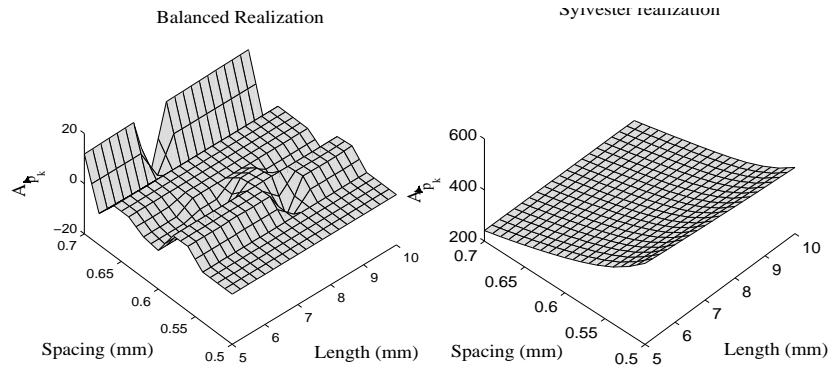 Balanced Realization
20
0
−20
A
p
k
0.7
0.65
0.6
0.55
0.5
5
6
7
8
9
10
Spacing (mm)
Length (mm)
Sylvester realization
600
400
200
A
p
k
0.7
0.65
0.6
0.55
0.5
5
6
7
8
9
10
Spacing (mm)
Length (mm)